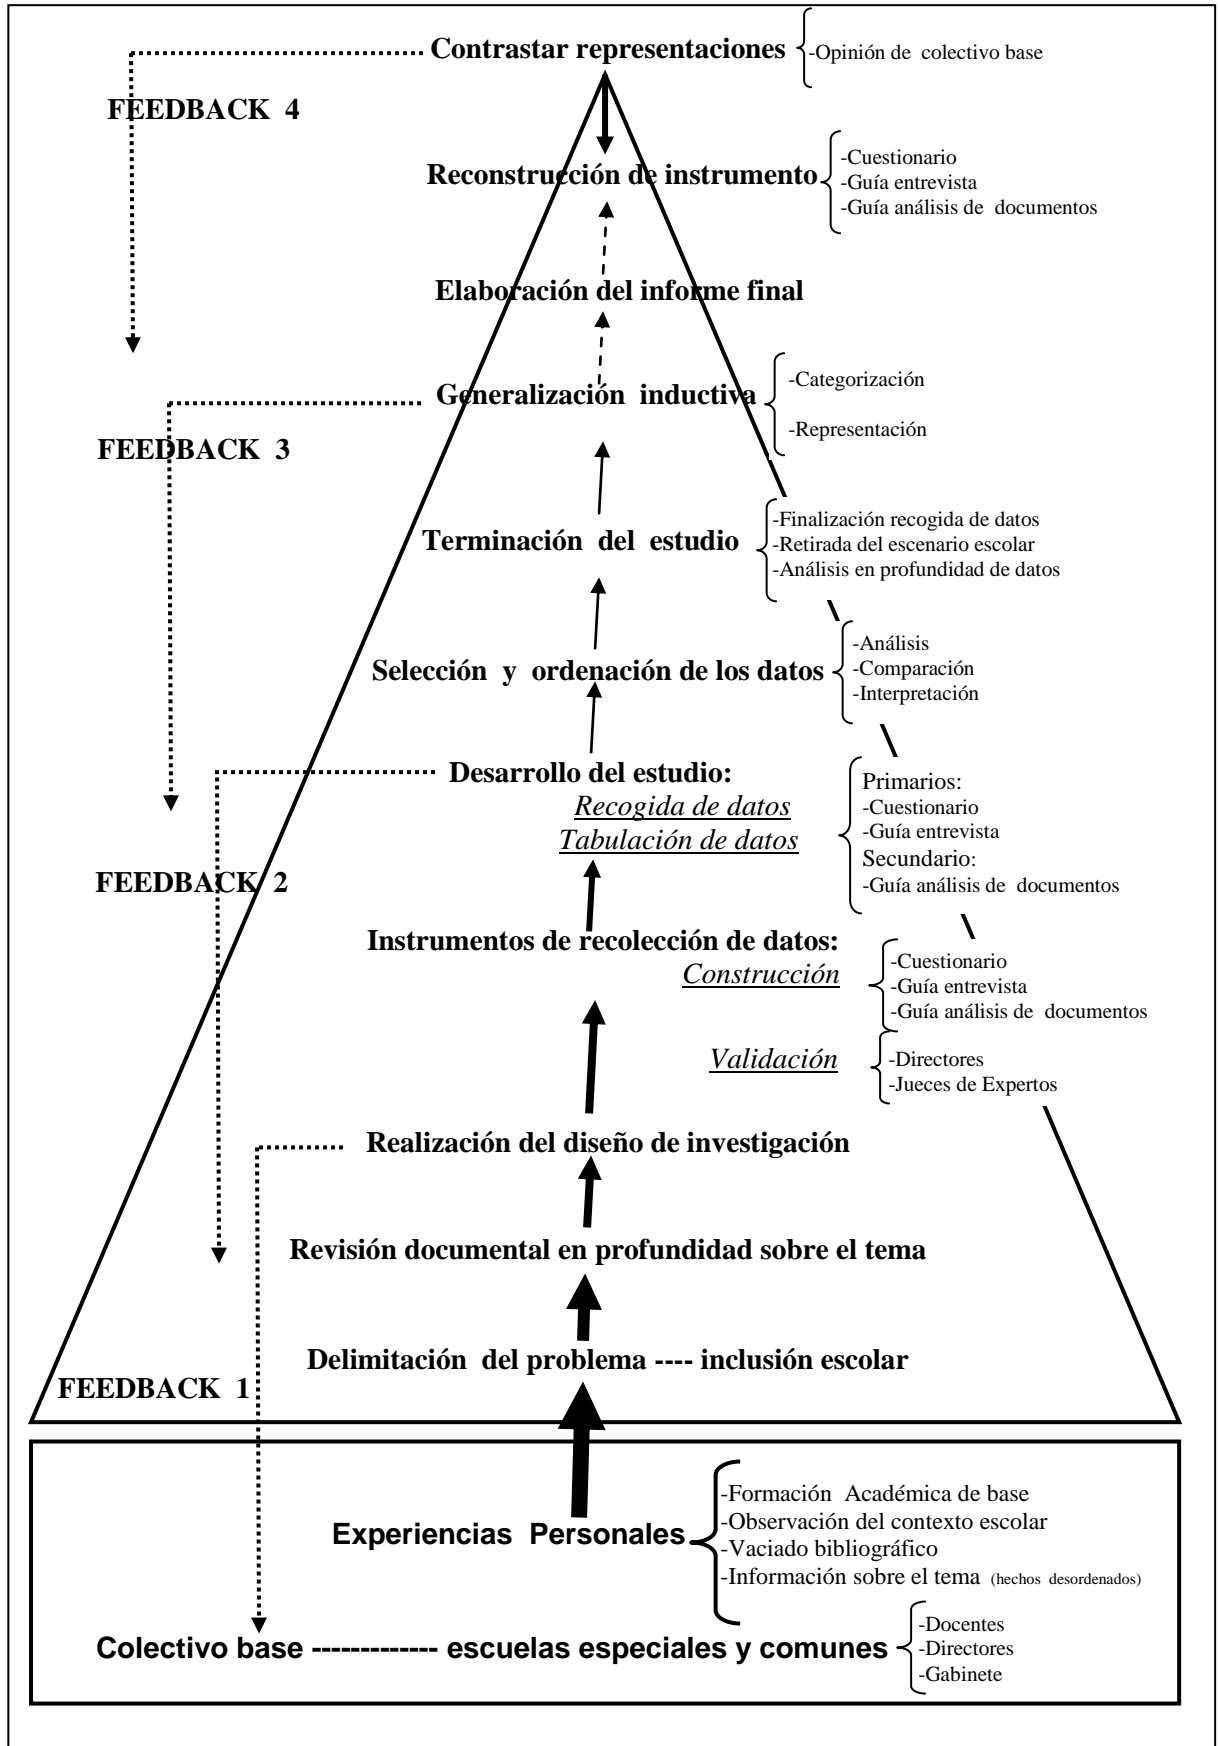 Contrastar representaciones
-Opinión de colectivo base
FEEDBACK 4
Reconstrucción de instrumento
-Cuestionario
-Guía entrevista
-Guía análisis de documentos
Elaboración del informe final
Generalización inductiva
-Categorización
-Representación
FEEDBACK 3
Terminación del estudio
-Finalización recogida de datos
-Retirada del escenario escolar
-Análisis en profundidad de datos
Selección y ordenación de los datos
-Análisis
-Comparación
-Interpretación
Desarrollo del estudio:
Recogida de datos
Tabulación de datos
Primarios:
-Cuestionario
-Guía entrevista
Secundario:
-Guía análisis de documentos
FEEDBACK 2
Instrumentos de recolección de datos:
Construcción
-Cuestionario
-Guía entrevista
-Guía análisis de documentos
Validación
-Directores
-Jueces de Expertos
Realización del diseño de investigación
Revisión documental en profundidad sobre el tema
Delimitación del problema ---- inclusión escolar
FEEDBACK 1
Experiencias Personales
-Formación Académica de base
-Observación del contexto escolar
-Vaciado bibliográfico
-Información sobre el tema (hechos desordenados)
Colectivo base ------------- escuelas especiales y comunes
-Docentes
-Directores
-Gabinete